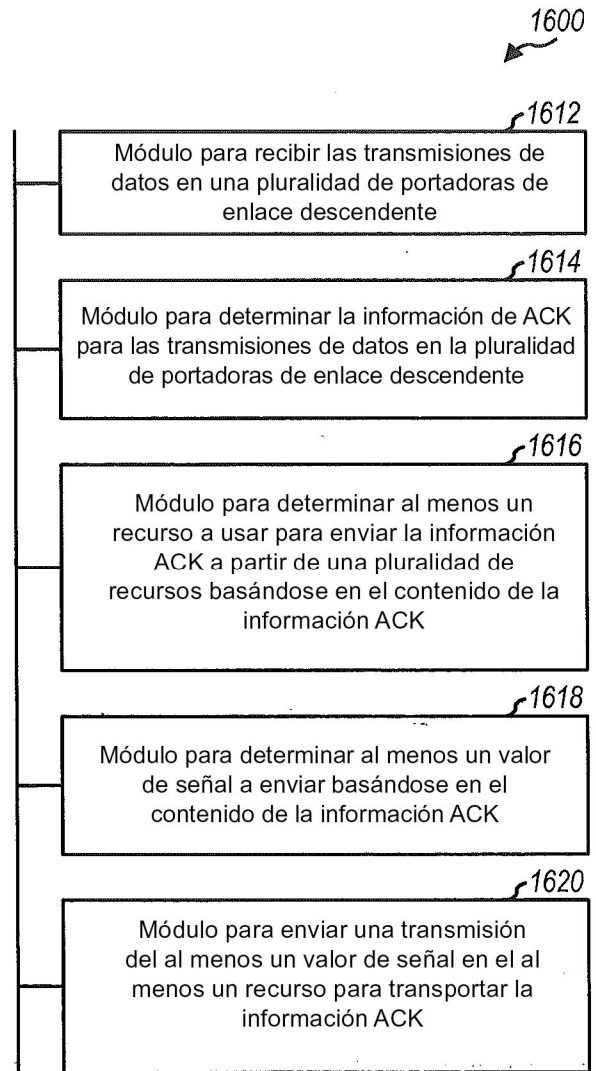 1600
1612
Módulo para recibir las transmisiones de
datos en una pluralidad de portadoras de
enlace descendente
1614
Módulo para determinar la información de ACK
para las transmisiones de datos en la pluralidad
de portadoras de enlace descendente
1616
Módulo para determinar al menos un
recurso a usar para enviar la información
ACK a partir de una pluralidad de
recursos basándose en el contenido de la
información ACK
1618
Módulo para determinar al menos un valor
de señal a enviar basándose en el
contenido de la información ACK
1620
Módulo para enviar una transmisión
del al menos un valor de señal en el al
menos un recurso para transportar la
información ACK